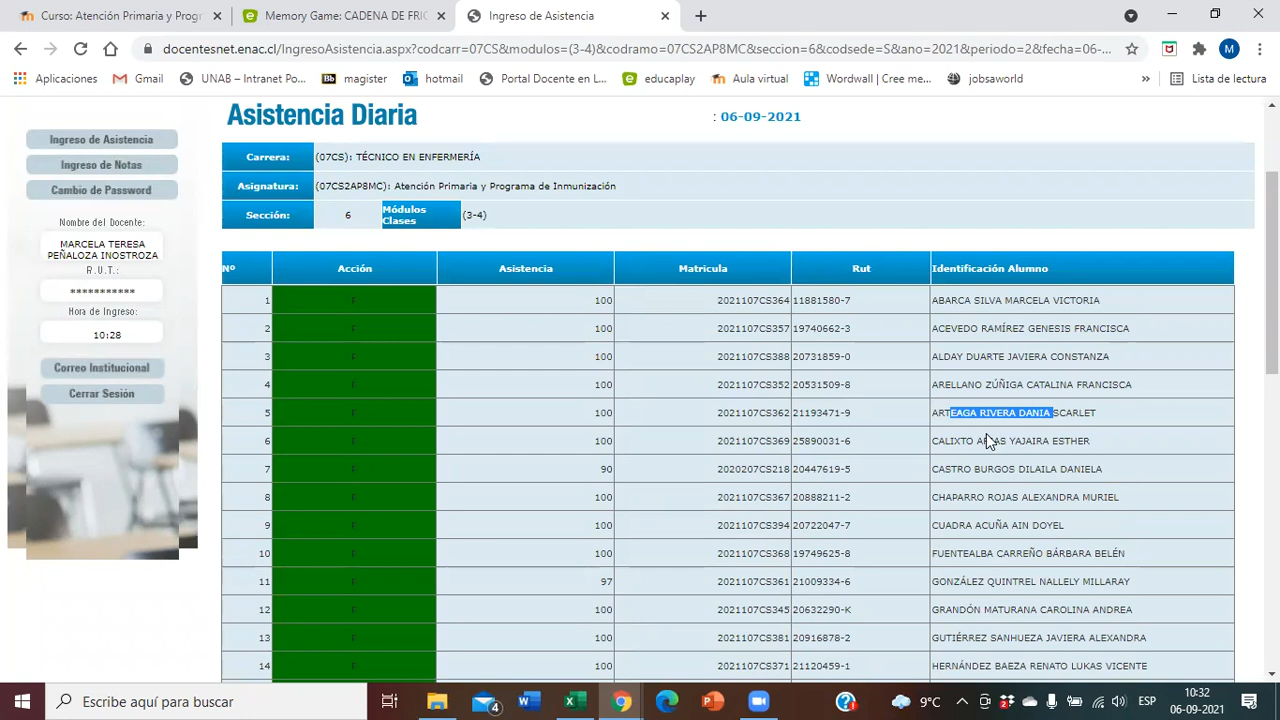 Curso: Atención Primaria y Prog
Memory Game: CADENA DE FRIO
Ingreso de Asistencia
docentesnet.enac.cl/IngresoAsistencia.aspx?codcarr=07CS&modulos=(3-4)&codramo=07CS2AP8MC&seccion=6&codsede=S&ano=2021&periodo=2&fecha=06-...
M
Aplicaciones
Gmail
UNAB - Intranet Po...
Bb magister
hotmail
Portal Docente en L...
educaplay
Aula virtual
Wordwall | Cree me...
jobsaworld
»
Lista de lectura
Asistencia Diaria
: 06-09-2021
Ingreso de Asistencia
Ingreso de Notas
Cambio de Password
Nombre del Docente:
MARCELA TERESA
PEÑALOZA INOSTROZA
R.U.T.:
***********
Hora de Ingreso:
10:28
Correo Institucional
Cerrar Sesión
Carrera: (07CS): TÉCNICO EN ENFERMERÍA
Asignatura: (07CS2AP8MC): Atención Primaria y Programa de Inmunización
Sección: 6 Módulos Clases (3-4)
Nº Acción Asistencia Matricula Rut Identificación Alumno
1 P 100 2021107CS364 11881580-7 ABARCA SILVA MARCELA VICTORIA
2 P 100 2021107CS357 19740662-3 ACEVEDO RAMÍREZ GENESIS FRANCISCA
3 P 100 2021107CS388 20731859-0 ALDAY DUARTE JAVIERA CONSTANZA
4 P 100 2021107CS352 20531509-8 ARELLANO ZÚÑIGA CATALINA FRANCISCA
5 P 100 2021107CS362 21193471-9 ARTEAGA RIVERA DANIA SCARLET
6 P 100 2021107CS369 25890031-6 CALIXTO YAJAIRA ESTHER
7 P 90 2020207CS218 20447619-5 CASTRO BURGOS DILAILA DANIELA
8 P 100 2021107CS367 20888211-2 CHAPARRO ROJAS ALEXANDRA MURIEL
9 P 100 2021107CS394 20722047-7 CUADRA ACUÑA AIN DOYEL
10 P 100 2021107CS368 19749625-8 FUENTEALBA CARREÑO BÁRBARA BELÉN
11 P 97 2021107CS361 21009334-6 GONZÁLEZ QUINTREL NALLELY MILLARAY
12 P 100 2021107CS345 20632290-K GRANDÓN MATURANA CAROLINA ANDREA
13 P 100 2021107CS381 20916878-2 GUTIÉRREZ SANHUEZA JAVIERA ALEXANDRA
14 P 100 2021107CS371 21120459-1 HERNÁNDEZ BAEZA RENATO LUKAS VICENTE
Escribe aquí para buscar
4
9°C
ESP
10:32
06-09-2021